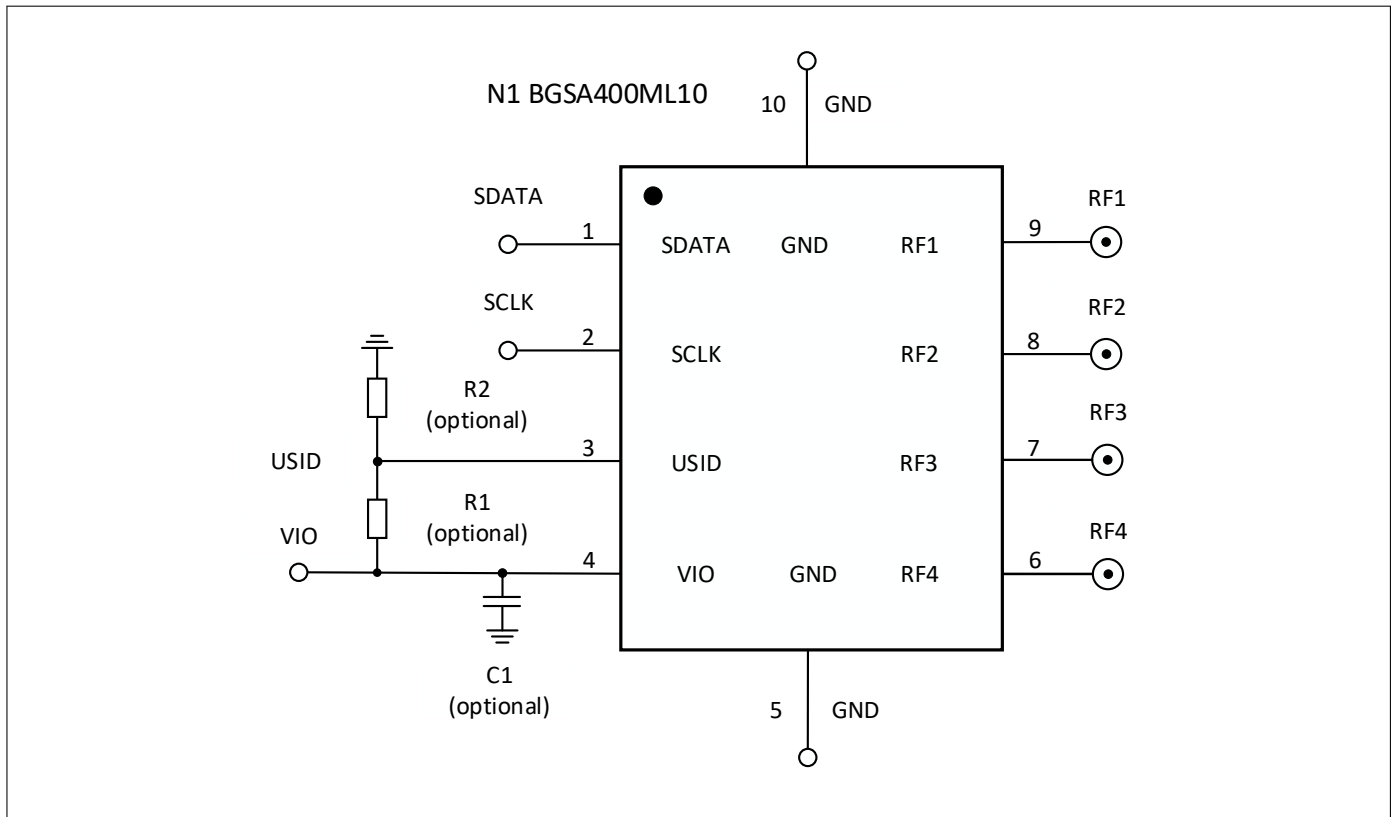 N1 BGSA400ML10
10 GND
SDATA
1
SDATA GND RF1
9
RF1
SCLK
2
SCLK
RF2
8
RF2
R2
(optional)
USID
3
USID
RF3
7
RF3
R1
(optional)
VIO
4
VIO GND RF4
6
RF4
C1
(optional)
5 GND